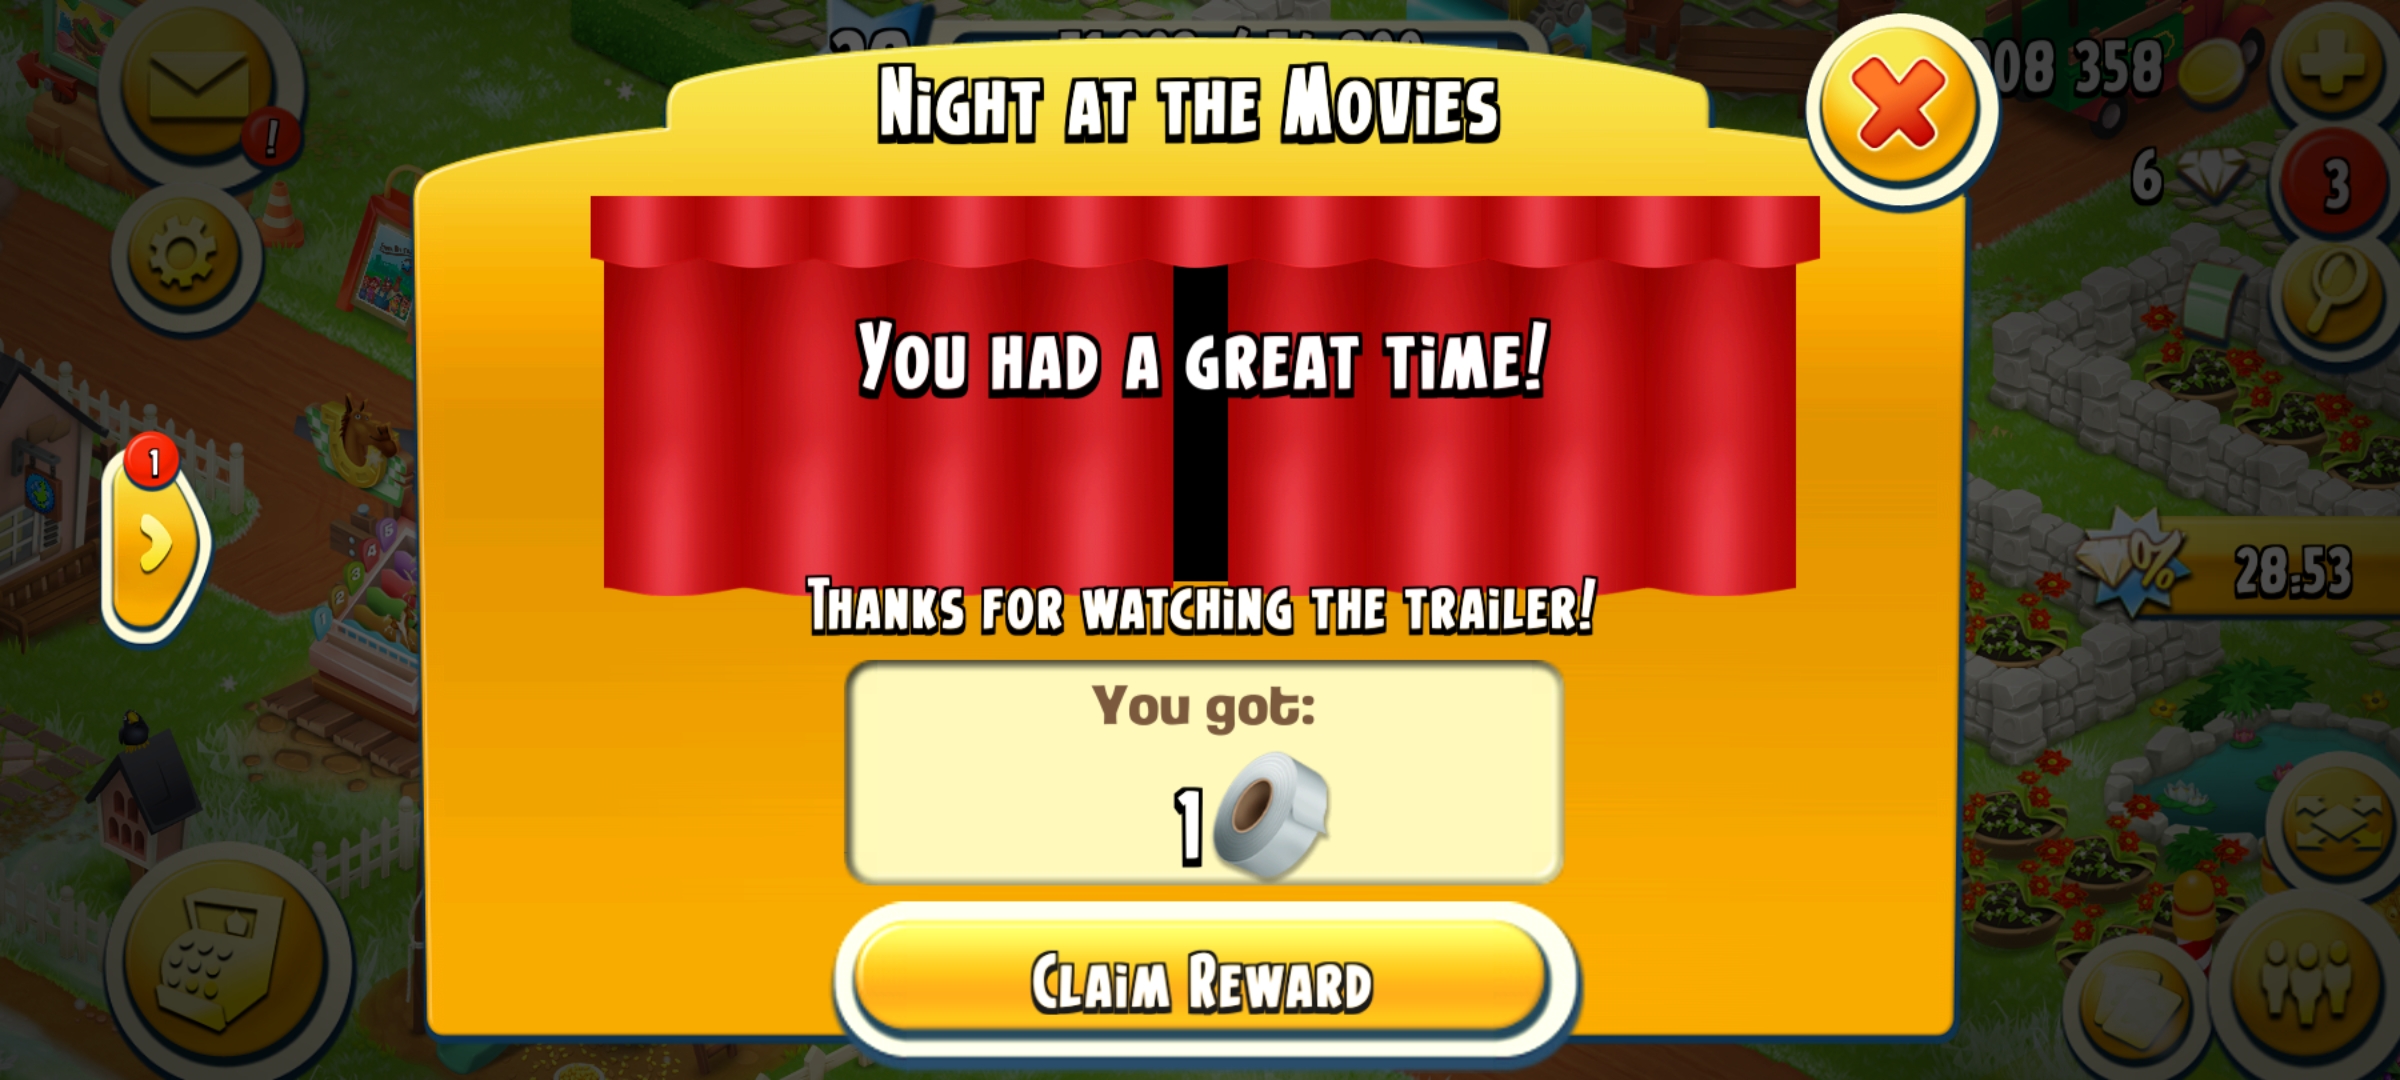 Night at the Movies
!
358
6
3
You had a great time!
1
28:53
Thanks for watching the trailer!
You got:
1
Claim Reward